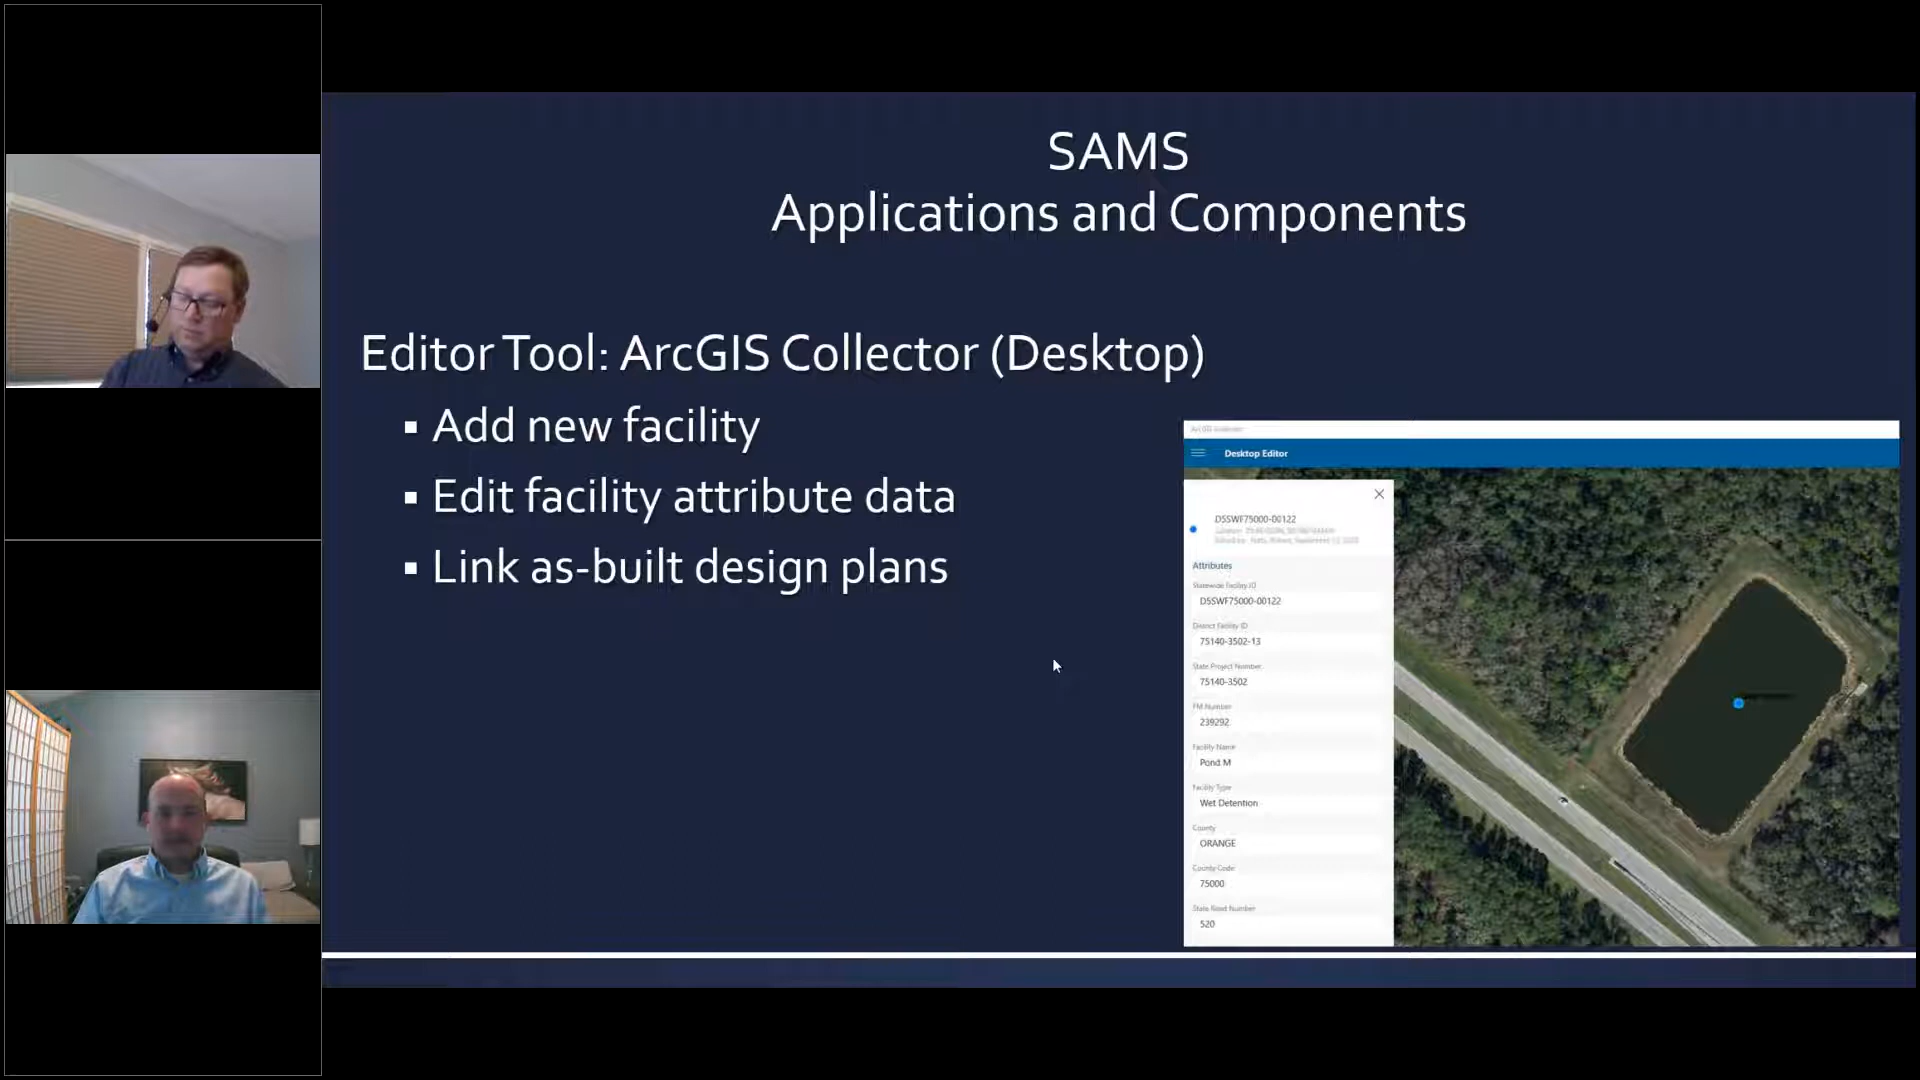 SAMS
Applications and Components
Editor Tool: ArcGIS Collector (Desktop)
▪ Add new facility
▪ Edit facility attribute data
▪ Link as-built design plans
Desktop Editor
D5SWF75000-00122
Attributes
Statewide Facility ID
D5SWF75000-00122
District Facility ID
75140-3502-13
State Project Number
75140-3502
FM Number
239292
Facility Name
Pond M
Facility Type
Wet Detention
County
ORANGE
County Code
75000
State Road Number
520